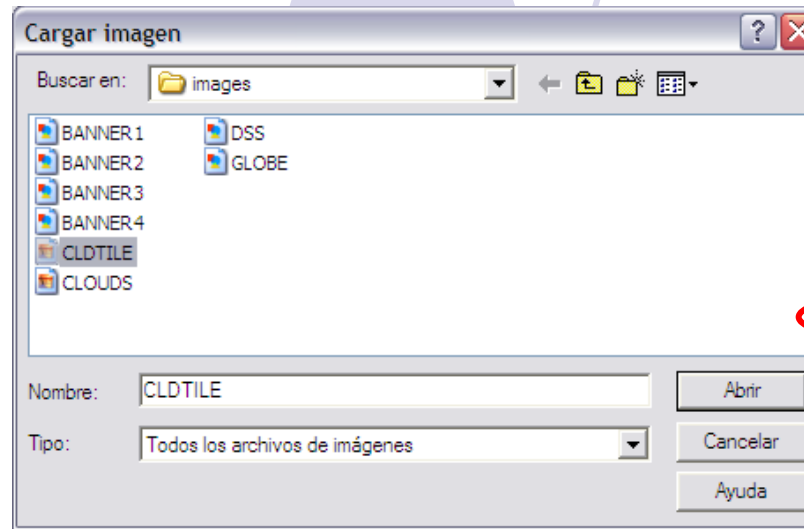 Cargar imagen
Buscar en: images
BANNER1 DSS
BANNER2 GLOBE
BANNER3
BANNER4
CLDTILE
CLOUDS
Nombre: CLDTILE Abrir
Tipo: Todos los archivos de imágenes Cancelar
Ayuda